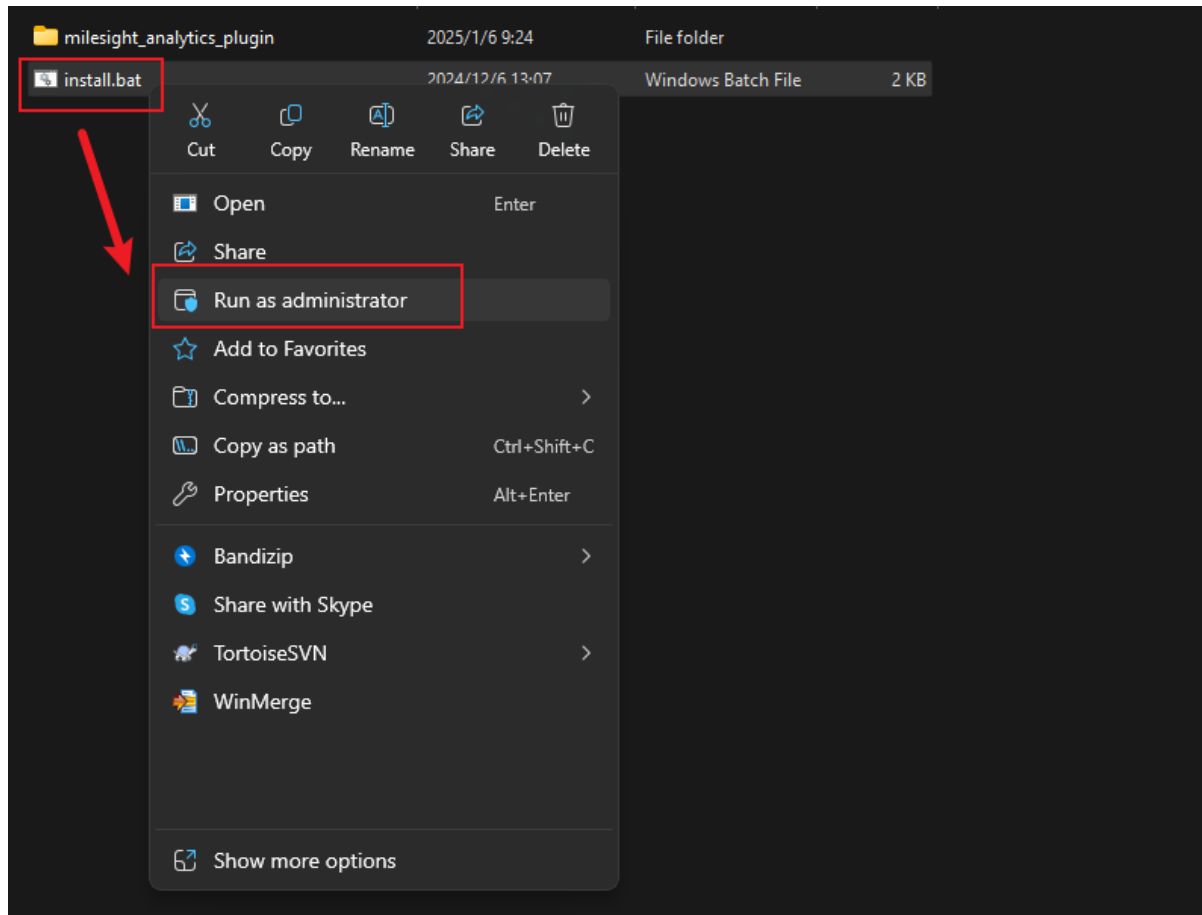 milesight_analytics_plugin 2025/1/6 9:24 File folder
install.bat 2024/12/6 13:07 Windows Batch File 2 KB
Cut Copy Rename Share Delete
Open Enter
Share
Run as administrator
Add to Favorites
Compress to... 
Copy as path Ctrl+Shift+C
Properties Alt+Enter
Bandizip
Share with Skype
TortoiseSVN
WinMerge
Show more options